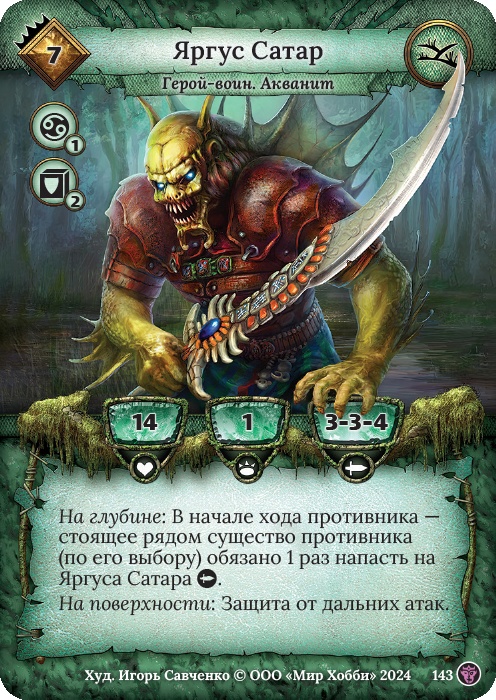 7
Яргус Сатар
Герой-воин. Акванит
1
2
14
1
3-3-4
На глубине: В начале хода противника —
стоящее рядом существо противника
(по его выбору) обязано 1 раз напасть на
Яргуса Сатара.
На поверхности: Защита от дальних атак.
Худ. Игорь Савченко © ООО «Мир Хобби» 2024
143